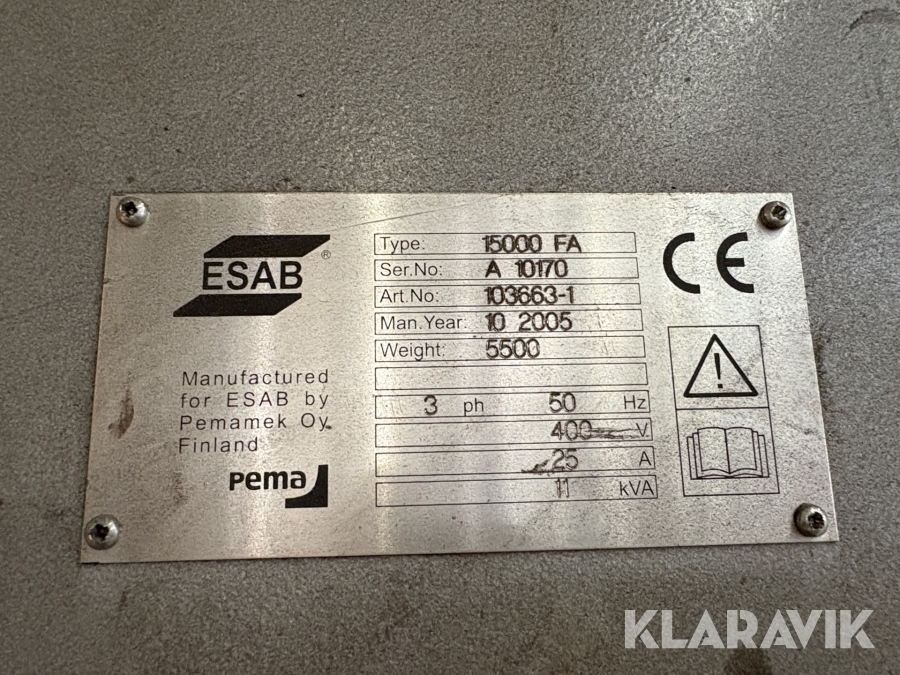 ESAB®
Manufactured
for ESAB by
Pemamek Oy.
Finland
PEMA
Type: 15000 FA
Ser.No: A 10170
Art.No: 103663-1
Man.Year: 10 2005
Weight: 5500
3 ph 50 Hz
400 V
25 A
11 kVA
CE
KLARAVIK